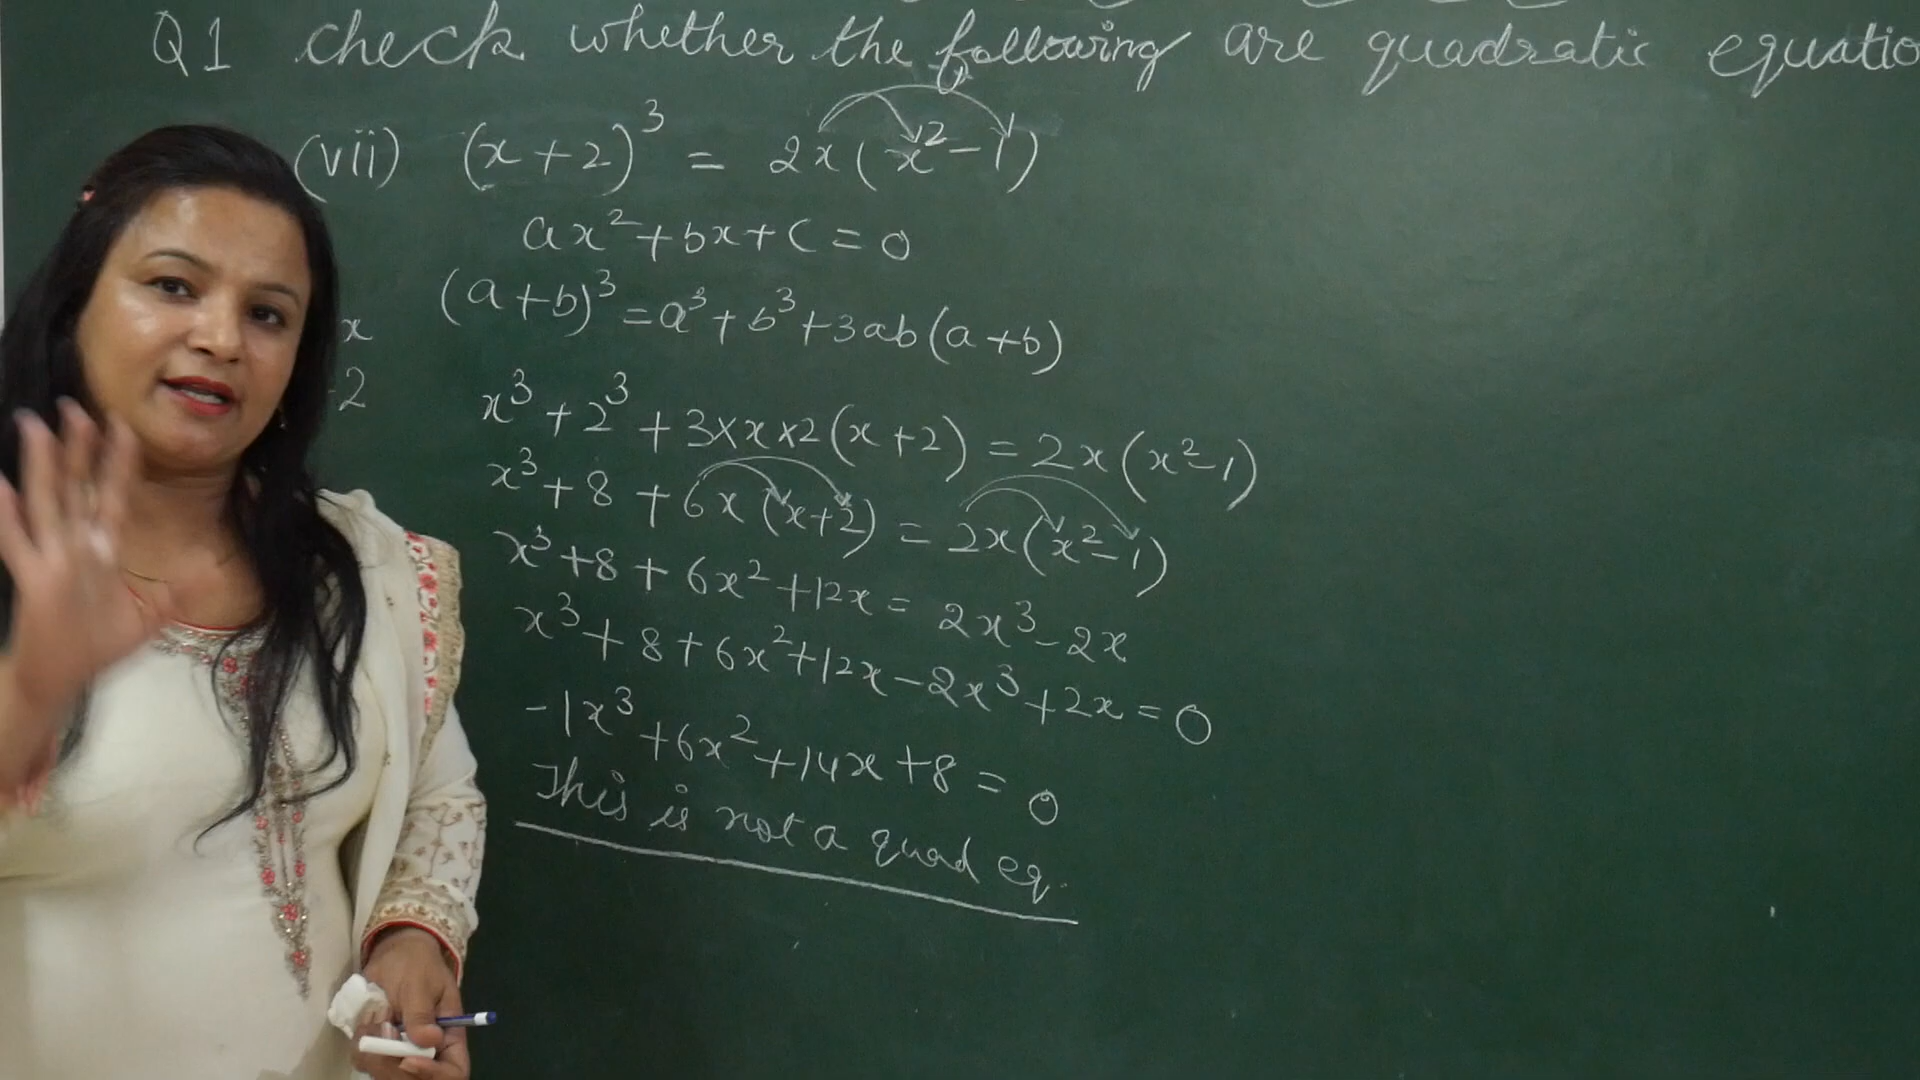 Q1 check whether the following are quadratic equatio
(vii) (x+2)³ = 2x(x²-1)
ax²+bx+c=0
(a+b)³=a³+b³+3ab(a+b)
x
-2
x³+2³+3×x×2(x+2)=2x(x²-1)
x³+8+6x(x+2)=2x(x²-1)
x³+8+6x²+12x=2x³-2x
x³+8+6x²+12x-2x³+2x=0
-1x³+6x²+14x+8=0
This is not a quad eq.